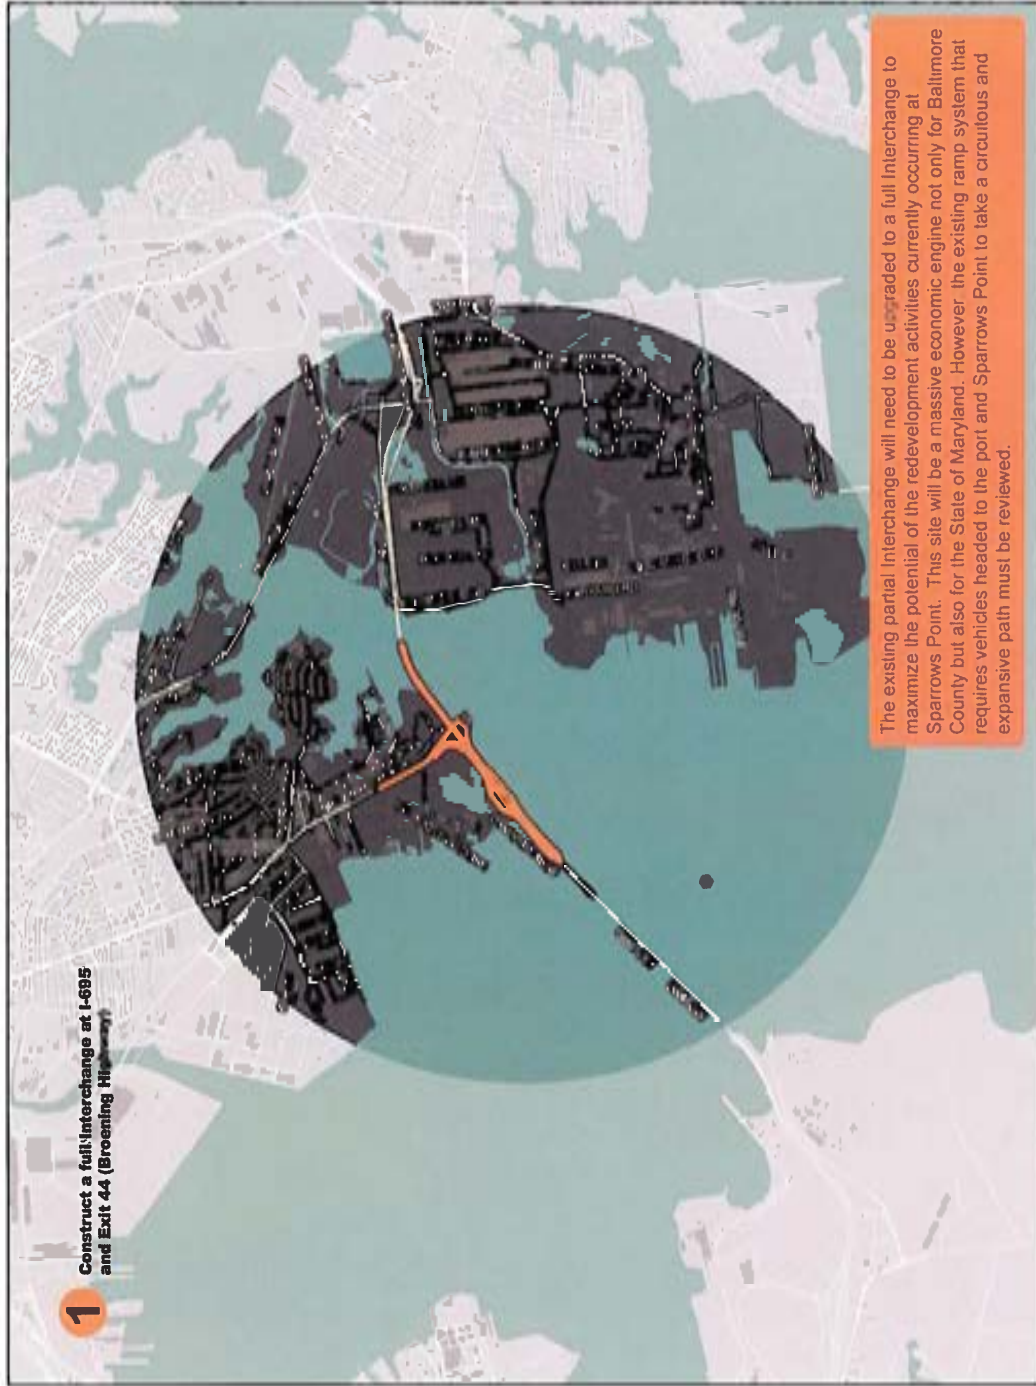 1
Construct a full Interchange at I-695
and Exit 44 (Broening Highway)
The existing partial Interchange will need to be upgraded to a full Interchange to
maximize the potential of the redevelopment activities currently occurring at
Sparrows Point. This site will be a massive economic engine not only for Baltimore
County but also for the State of Maryland. However the existing ramp system that
requires vehicles headed to the port and Sparrows Point to take a circuitous and
expansive path must be reviewed.